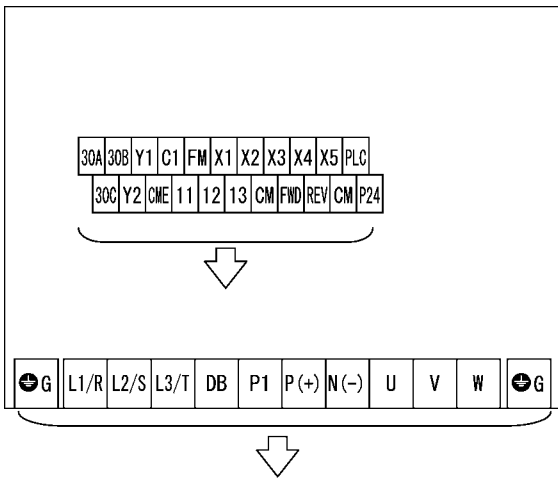 30A 30B Y1 C1 FM X1 X2 X3 X4 X5 PLC
30C Y2 CME 11 12 13 CM FWD REV CM P24
G L1/R L2/S L3/T DB P1 P(+) N(-) U V W G